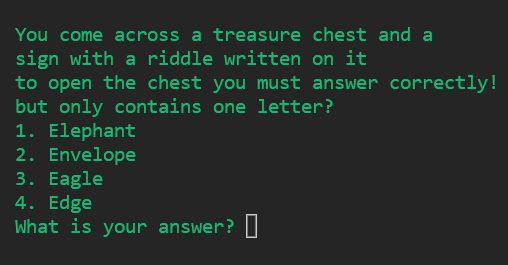 You come across a treasure chest and a
sign with a riddle written on it
to open the chest you must answer correctly!
but only contains one letter?
1. Elephant
2. Envelope
3. Eagle
4. Edge
What is your answer?